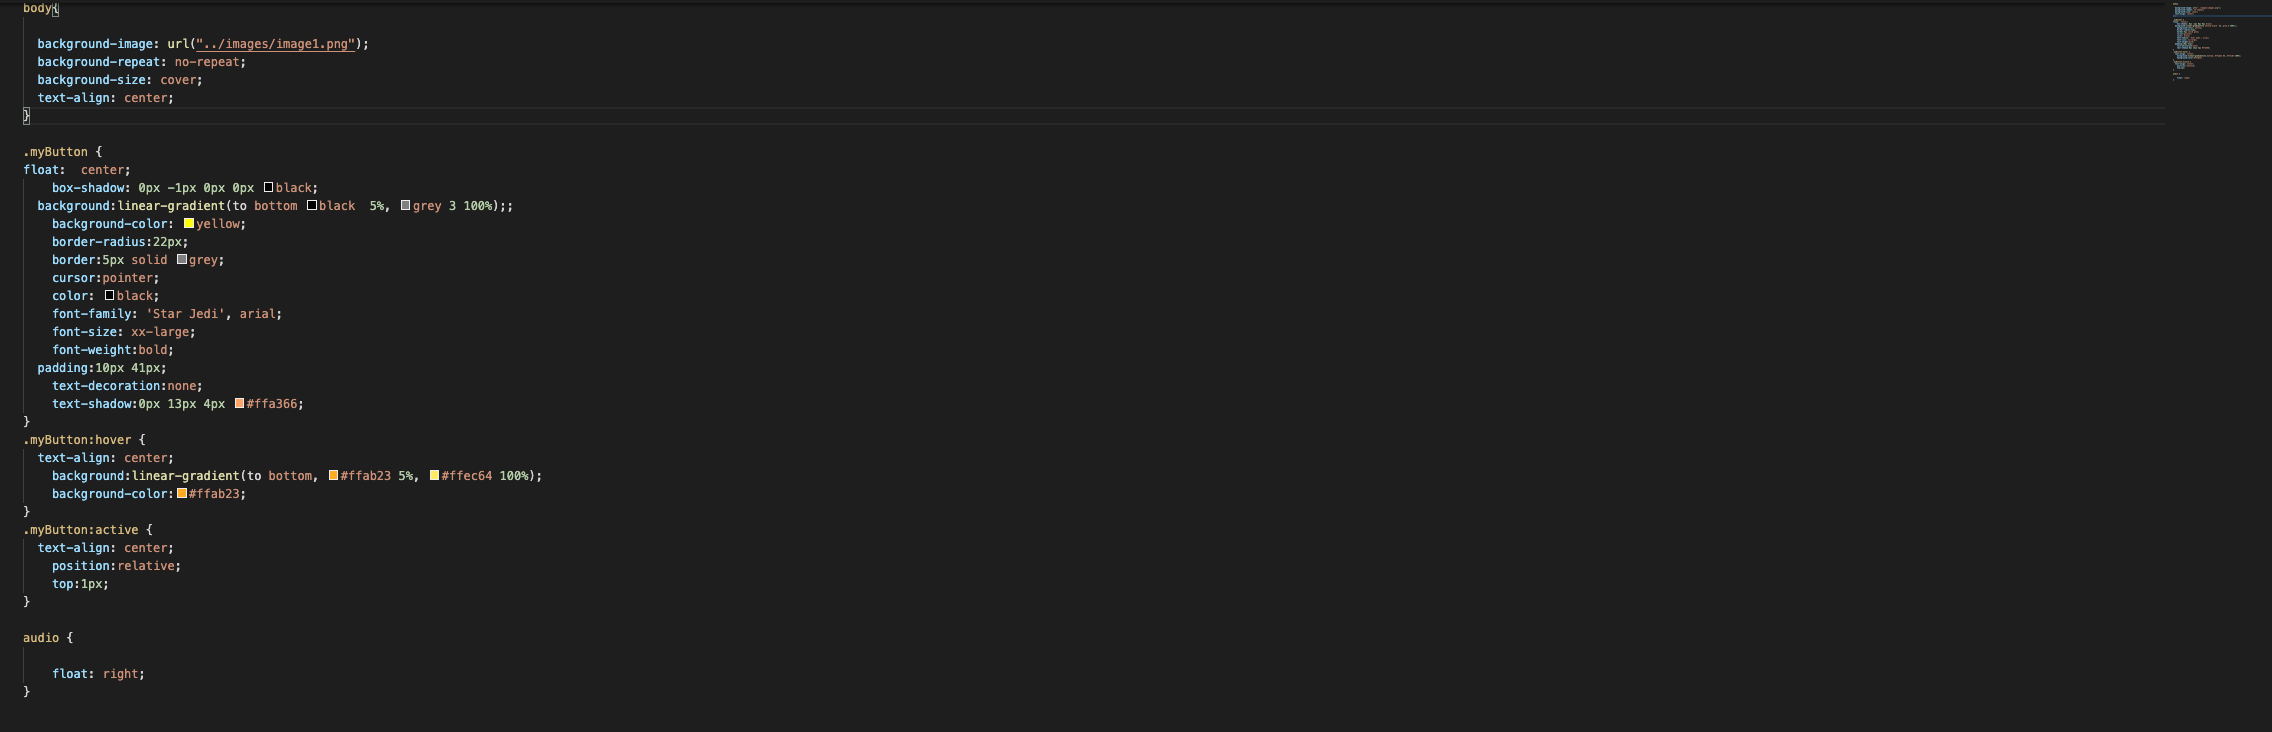 body{
background-image: url("../images/image1.png");
background-repeat: no-repeat;
background-size: cover;
text-align: center;
}
.myButton {
float:  center;
box-shadow: 0px -1px 0px 0px black;
background:linear-gradient(to bottom black  5%, grey 3 100%);;
background-color: yellow;
border-radius:22px;
border:5px solid grey;
cursor:pointer;
color: black;
font-family: 'Star Jedi', arial;
font-size: xx-large;
font-weight:bold;
padding:10px 41px;
text-decoration:none;
text-shadow:0px 13px 4px #ffa366;
}
.myButton:hover {
text-align: center;
background:linear-gradient(to bottom, #ffab23 5%, #ffec64 100%);
background-color:#ffab23;
}
.myButton:active {
text-align: center;
position:relative;
top:1px;
}
audio {
float: right;
}